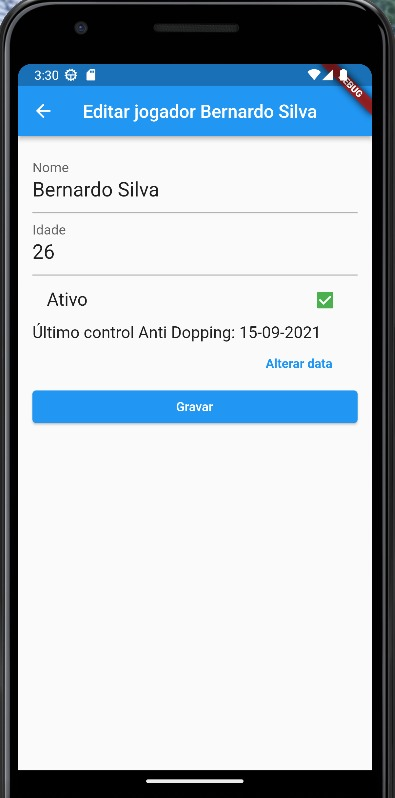 3:30
DEBUG
Editar jogador Bernardo Silva
Nome
Bernardo Silva
Idade
26
Ativo
Último control Anti Dopping: 15-09-2021
Alterar data
Gravar